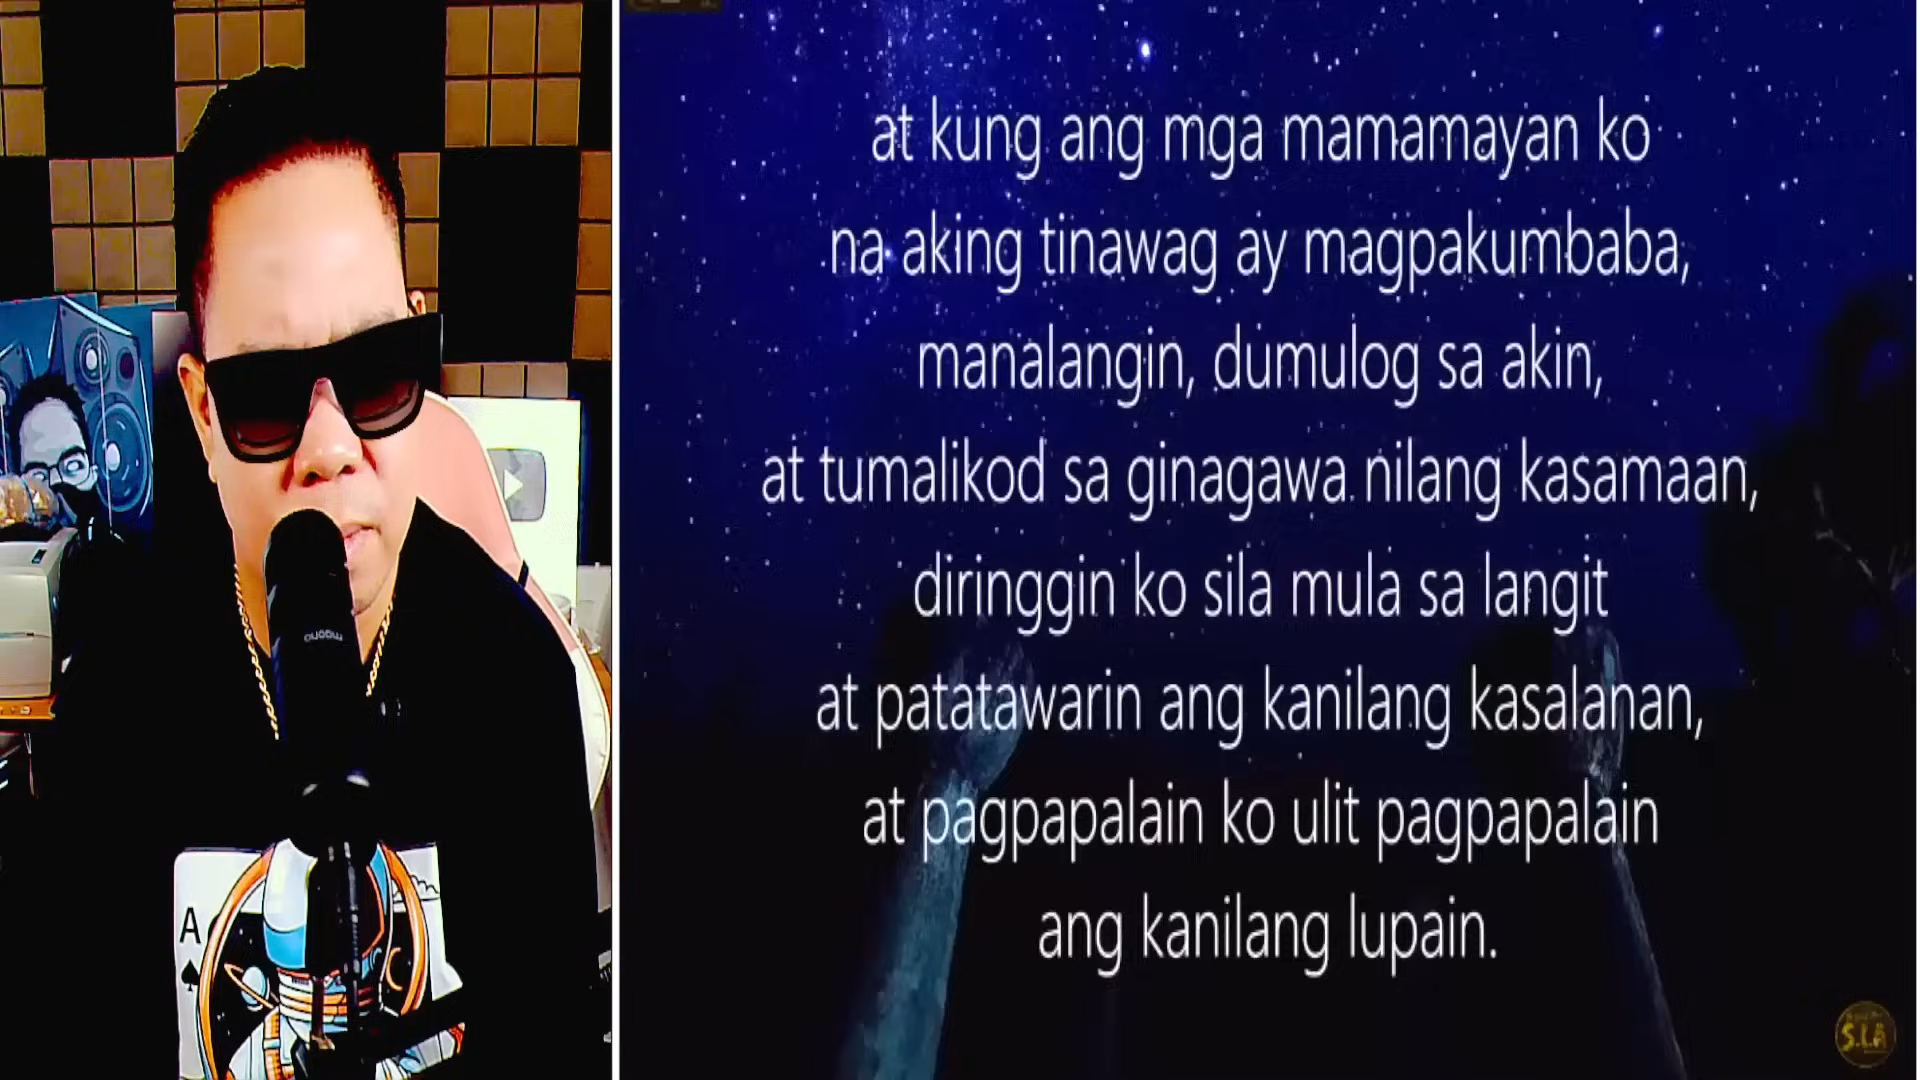 at kung ang mga mamamayan ko
na aking tinawag ay magpakumbaba,
manalangin, dumulog sa akin,
at tumalikod sa ginagawa nilang kasamaan,
diringgin ko sila mula sa langit
at patatawarin ang kanilang kasalanan,
at pagpapalain ko ulit pagpapalain
ang kanilang lupain.
maono
A
S.I.A